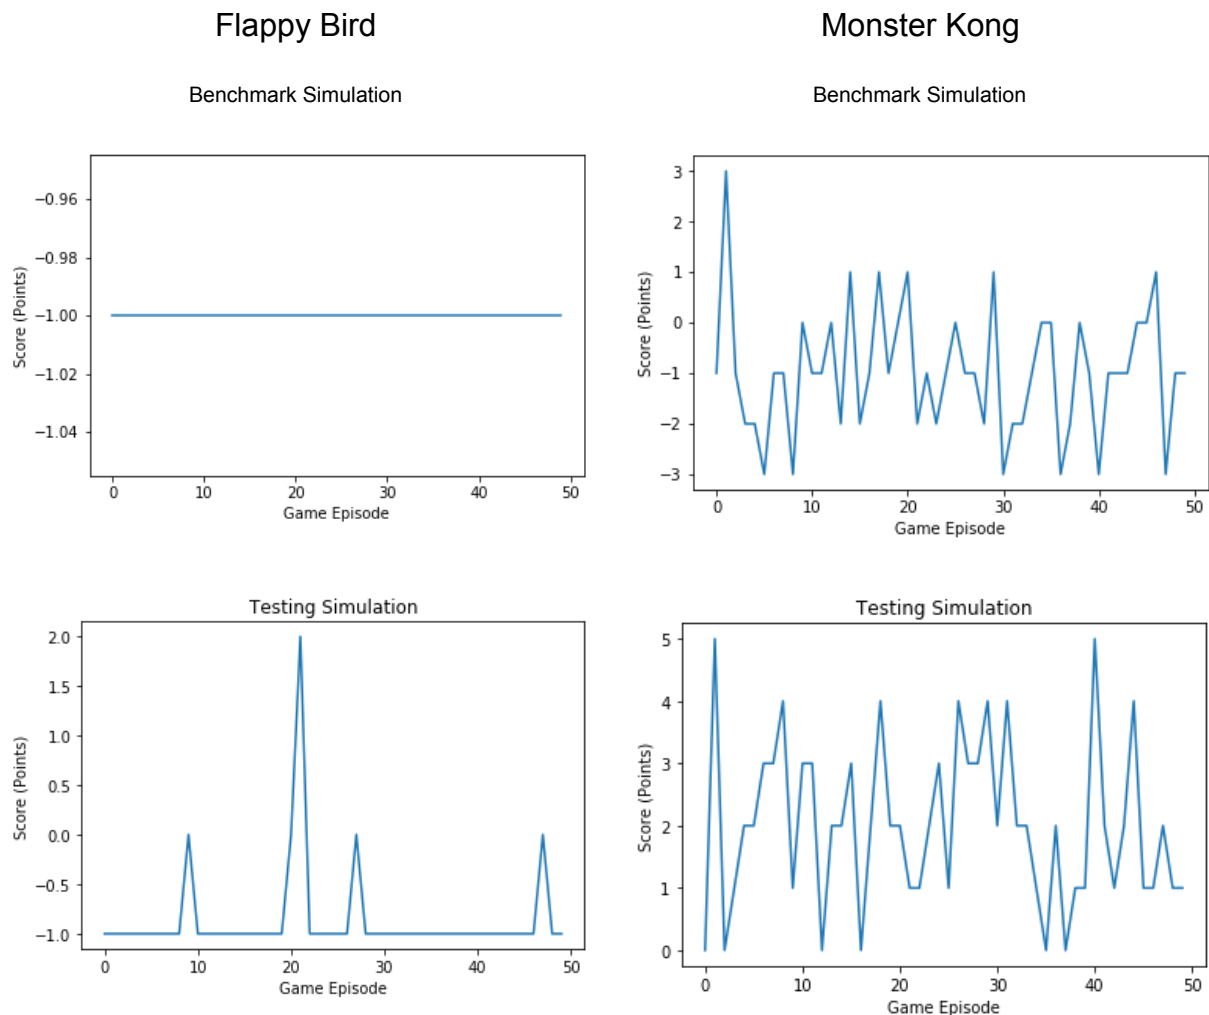 Flappy Bird
Monster Kong
Benchmark Simulation
Benchmark Simulation
−0.96
−0.98
−1.00
−1.02
−1.04
Score (Points)
0 10 20 30 40 50
Game Episode
3
2
1
0
−1
−2
−3
Score (Points)
0 10 20 30 40 50
Game Episode
Testing Simulation
2.0
1.5
1.0
0.5
0.0
−0.5
−1.0
Score (Points)
0 10 20 30 40 50
Game Episode
Testing Simulation
5
4
3
2
1
0
Score (Points)
0 10 20 30 40 50
Game Episode